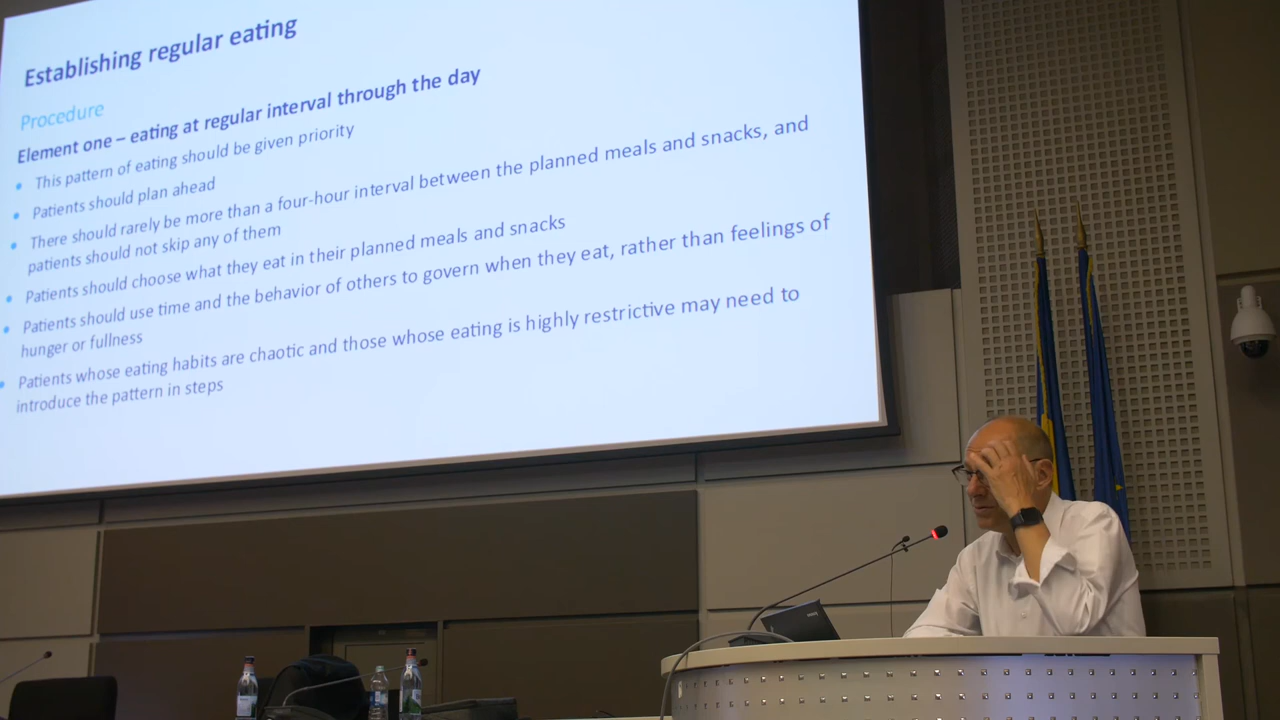 Establishing regular eating
Procedure
Element one – eating at regular interval through the day
• This pattern of eating should be given priority
• Patients should plan ahead
• There should rarely be more than a four-hour interval between the planned meals and snacks, and
patients should not skip any of them
• Patients should choose what they eat in their planned meals and snacks
• Patients should use time and the behavior of others to govern when they eat, rather than feelings of
hunger or fullness
• Patients whose eating habits are chaotic and those whose eating is highly restrictive may need to
introduce the pattern in steps